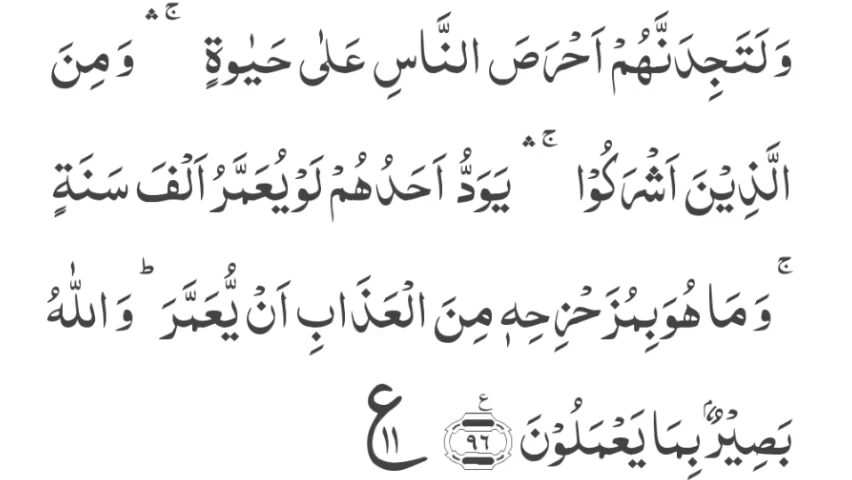 وَلَتَجِدَنَّهُمْ اَحْرَصَ النَّاسِ عَلٰى حَيٰوةٍ ۛۚ وَمِنَ
الَّذِيْنَ اَشْرَكُوْا ۛۚ يَوَدُّ اَحَدُهُمْ لَوْ يُعَمَّرُ اَلْفَ سَنَةٍ
ۚ وَمَا هُوَ بِمُزَحْزِحِهٖ مِنَ الْعَذَابِ اَنْ يُّعَمَّرَ ؕ وَاللّٰهُ
بَصِيْرٌۢ بِمَا يَعْمَلُوْنَ ع ٩٦ ع ١١